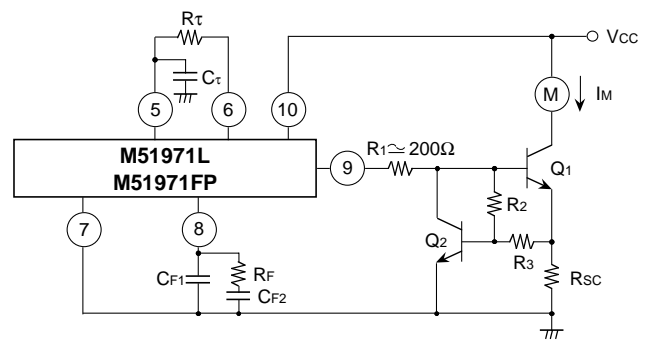 Rτ
VCC
Cτ
5
6
10
M
IM
M51971L
M51971FP
9
R1≃200Ω
Q1
R2
7
8
Q2
R3
CF1
RF
CF2
RSC